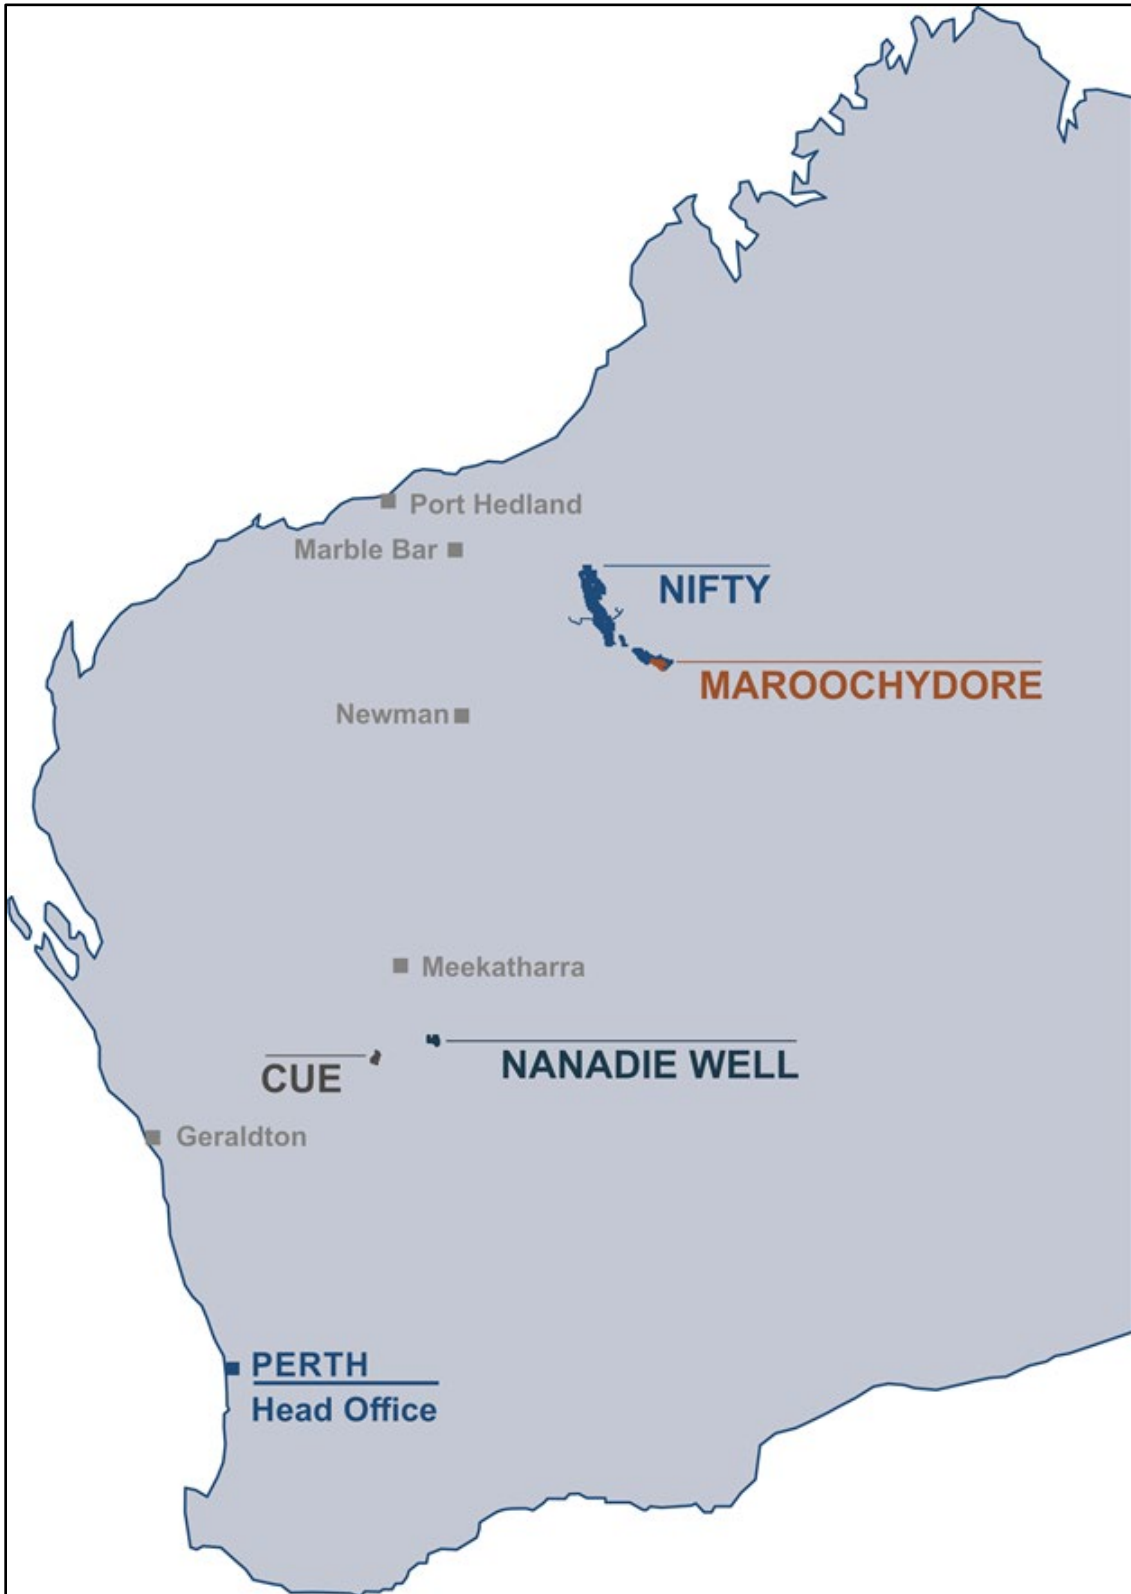 Port Hedland
Marble Bar
NIFTY
MAROOCHYDORE
Newman
Meekatharra
NANADIE WELL
CUE
Geraldton
PERTH
Head Office